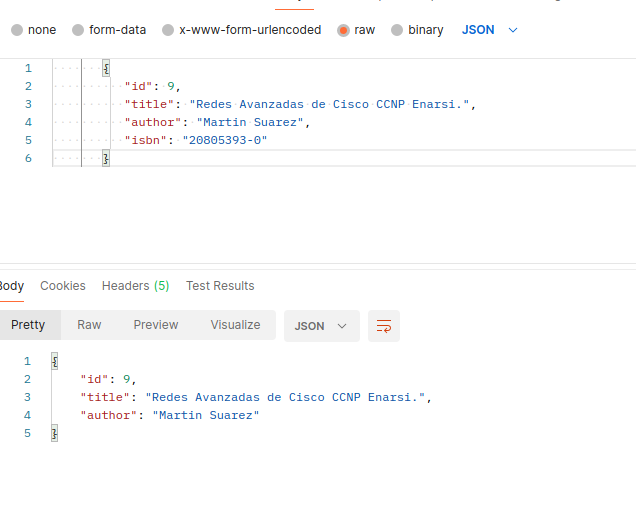 none form-data x-www-form-urlencoded raw binary JSON
1 {
2 "id": 9,
3 "title": "Redes Avanzadas de Cisco CCNP Enarsi.",
4 "author": "Martin Suarez",
5 "isbn": "20805393-0"
6 }
Body Cookies Headers (5) Test Results
Pretty Raw Preview Visualize JSON
1 {
2 "id": 9,
3 "title": "Redes Avanzadas de Cisco CCNP Enarsi.",
4 "author": "Martin Suarez"
5 }